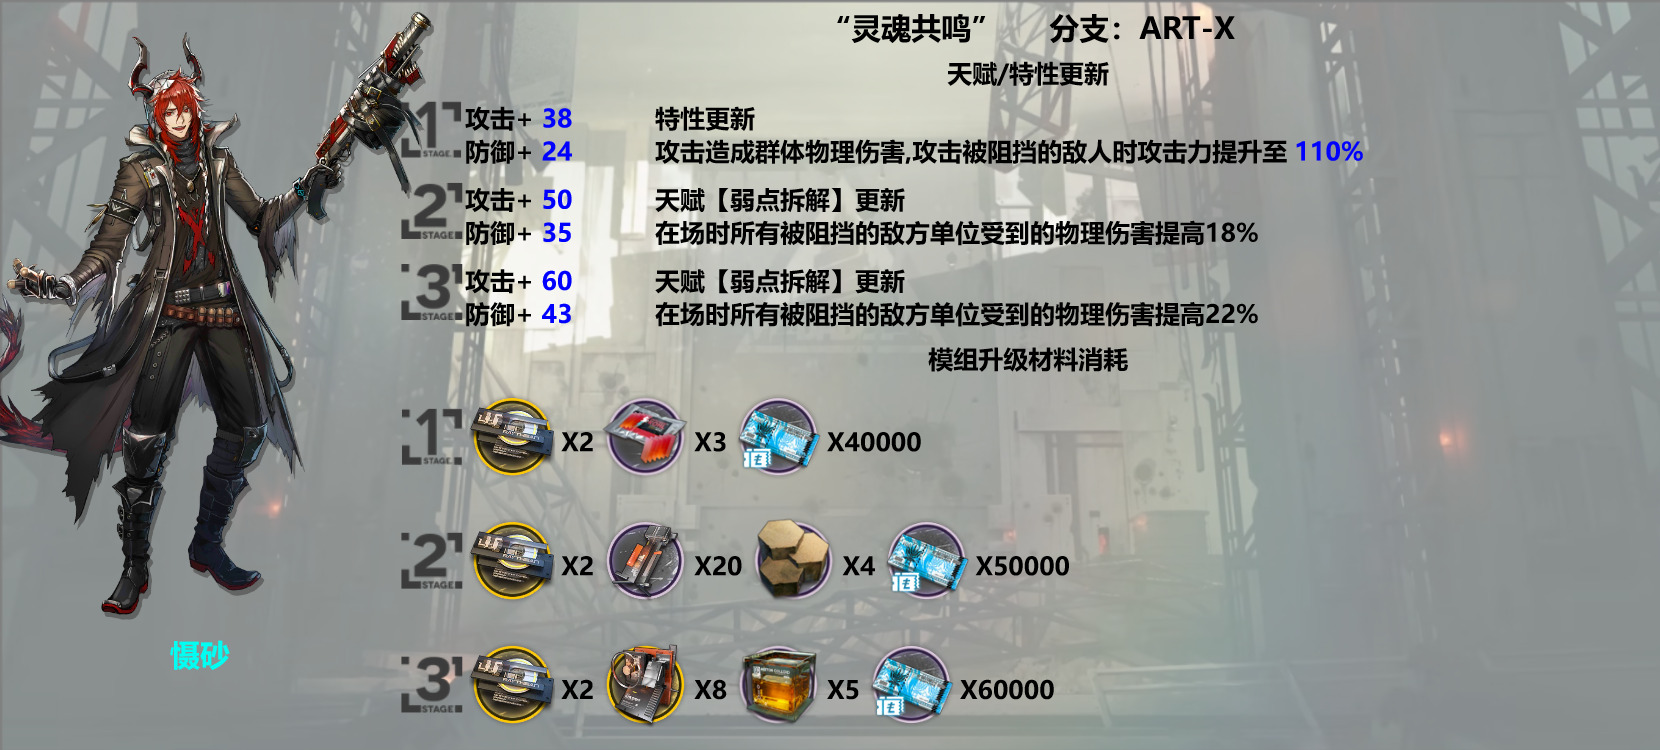 “灵魂共鸣” 分支：ART-X
天赋/特性更新
1 STAGE. 攻击+ 38 特性更新
防御+ 24 攻击造成群体物理伤害,攻击被阻挡的敌人时攻击力提升至 110%
2 STAGE. 攻击+ 50 天赋【弱点拆解】更新
防御+ 35 在场时所有被阻挡的敌方单位受到的物理伤害提高18%
3 STAGE. 攻击+ 60 天赋【弱点拆解】更新
防御+ 43 在场时所有被阻挡的敌方单位受到的物理伤害提高22%
模组升级材料消耗
1 STAGE. X2 X3 X40000
2 STAGE. X2 X20 X4 X50000
3 STAGE. X2 X8 X5 X60000
慑砂